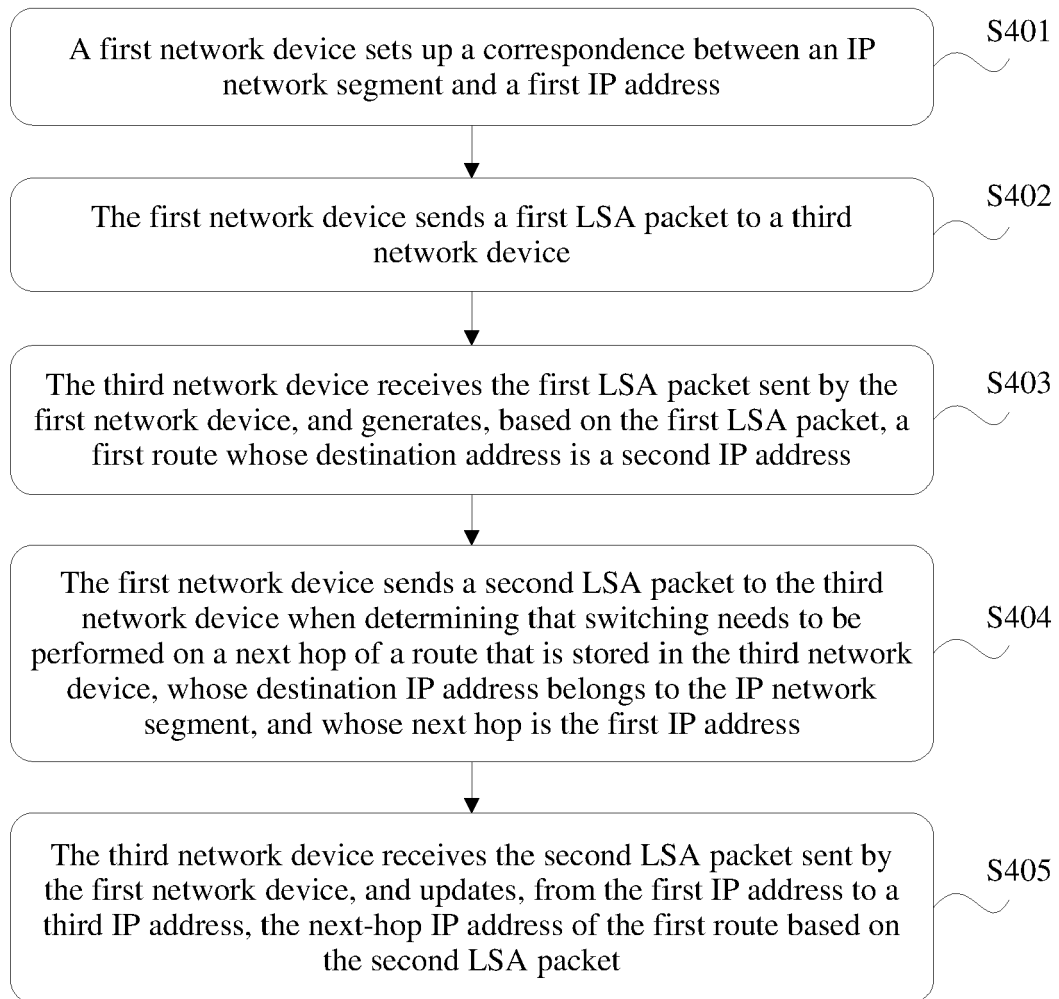 A first network device sets up a correspondence between an IP
network segment and a first IP address
S401
The first network device sends a first LSA packet to a third
network device
S402
The third network device receives the first LSA packet sent by the
first network device, and generates, based on the first LSA packet, a
first route whose destination address is a second IP address
S403
The first network device sends a second LSA packet to the third
network device when determining that switching needs to be
performed on a next hop of a route that is stored in the third network
device, whose destination IP address belongs to the IP network
segment, and whose next hop is the first IP address
S404
The third network device receives the second LSA packet sent by
the first network device, and updates, from the first IP address to a
third IP address, the next-hop IP address of the first route based on
the second LSA packet
S405